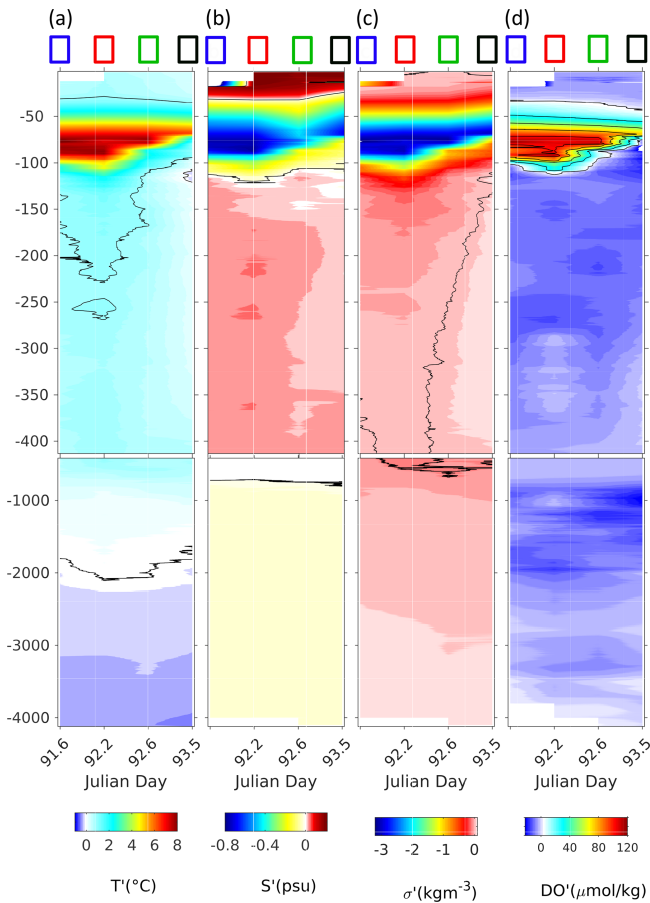 (a) (b) (c) (d)
-50
-100
-150
-200
-250
-300
-350
-400
-1000
-2000
-3000
-4000
91.6 92.2 92.6 93.5 92.2 92.6 93.5 92.2 92.6 93.5 92.2 92.6 93.5
Julian Day Julian Day Julian Day Julian Day
0 2 4 6 8 -0.8 -0.4 0 -3 -2 -1 0 0 40 80 120
T'(°C) S'(psu) σ'(kgm-3) DO'(μmol/kg)